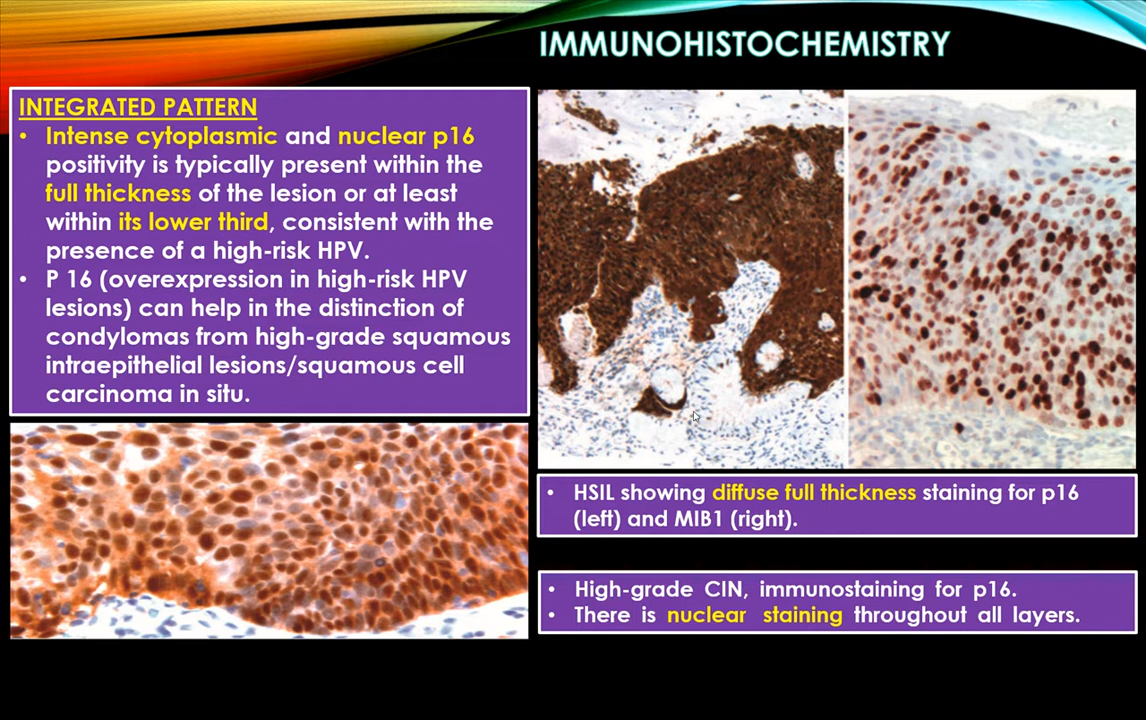 IMMUNOHISTOCHEMISTRY
INTEGRATED PATTERN
• Intense cytoplasmic and nuclear p16
positivity is typically present within the
full thickness of the lesion or at least
within its lower third, consistent with the
presence of a high-risk HPV.
• P 16 (overexpression in high-risk HPV
lesions) can help in the distinction of
condylomas from high-grade squamous
intraepithelial lesions/squamous cell
carcinoma in situ.
• HSIL showing diffuse full thickness staining for p16
(left) and MIB1 (right).
• High-grade CIN, immunostaining for p16.
• There is nuclear staining throughout all layers.